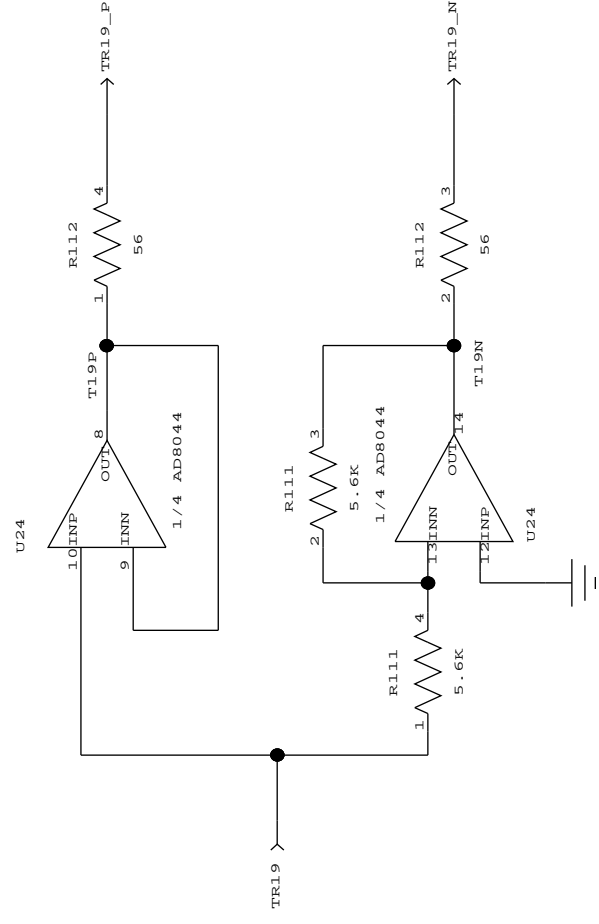 TR19_P
TR19_N
4
R112
56
1
3
R112
56
2
T19P
T19N
8
OUT
1/4 AD8044
U24
10
INP
INN
9
3
R111
5.6K
2
1/4 AD8044
14
OUT
13
INN
12
INP
U24
4
R111
5.6K
1
TR19